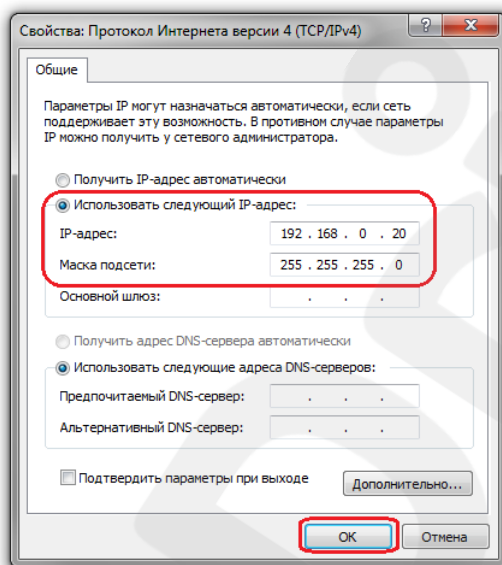 Свойства: Протокол Интернета версии 4 (TCP/IPv4)
Общие
Параметры IP могут назначаться автоматически, если сеть
поддерживает эту возможность. В противном случае параметры
IP можно получить у сетевого администратора.
Получить IP-адрес автоматически
Использовать следующий IP-адрес:
IP-адрес: 192 . 168 . 0 . 20
Маска подсети: 255 . 255 . 255 . 0
Основной шлюз: . . .
Получить адрес DNS-сервера автоматически
Использовать следующие адреса DNS-серверов:
Предпочитаемый DNS-сервер: . . .
Альтернативный DNS-сервер: . . .
Подтвердить параметры при выходе
Дополнительно...
ОК Отмена